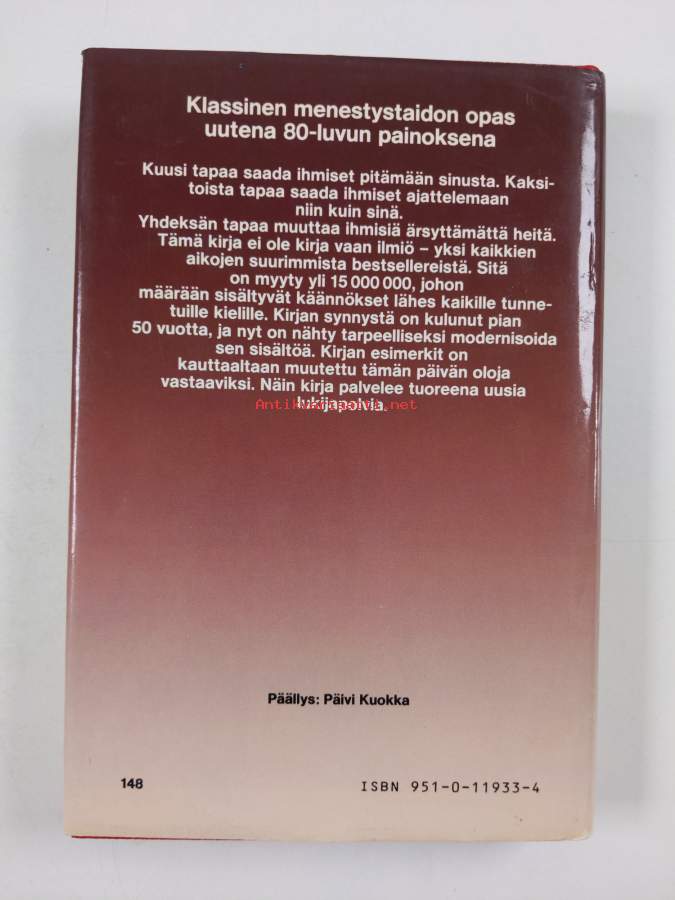 Klassinen menestystaidon opas
uutena 80-luvun painoksena
Kuusi tapaa saada ihmiset pitämään sinusta. Kaksi-
toista tapaa saada ihmiset ajattelemaan
niin kuin sinä.
Yhdeksän tapaa muuttaa ihmisiä ärsyttämättä heitä.
Tämä kirja ei ole kirja vaan ilmiö – yksi kaikkien
aikojen suurimmista bestsellereistä. Sitä
on myyty yli 15 000 000, johon
määrään sisältyvät käännökset lähes kaikille tunne-
tuille kielille. Kirjan synnystä on kulunut pian
50 vuotta, ja nyt on nähty tarpeelliseksi modernisoida
sen sisältöä. Kirjan esimerkit on
kauttaaltaan muutettu tämän päivän oloja
vastaaviksi. Näin kirja palvelee tuoreena uusia
lukijapolvia.
Antikvariaatti.net
Päällys: Päivi Kuokka
148
ISBN 951-0-11933-4